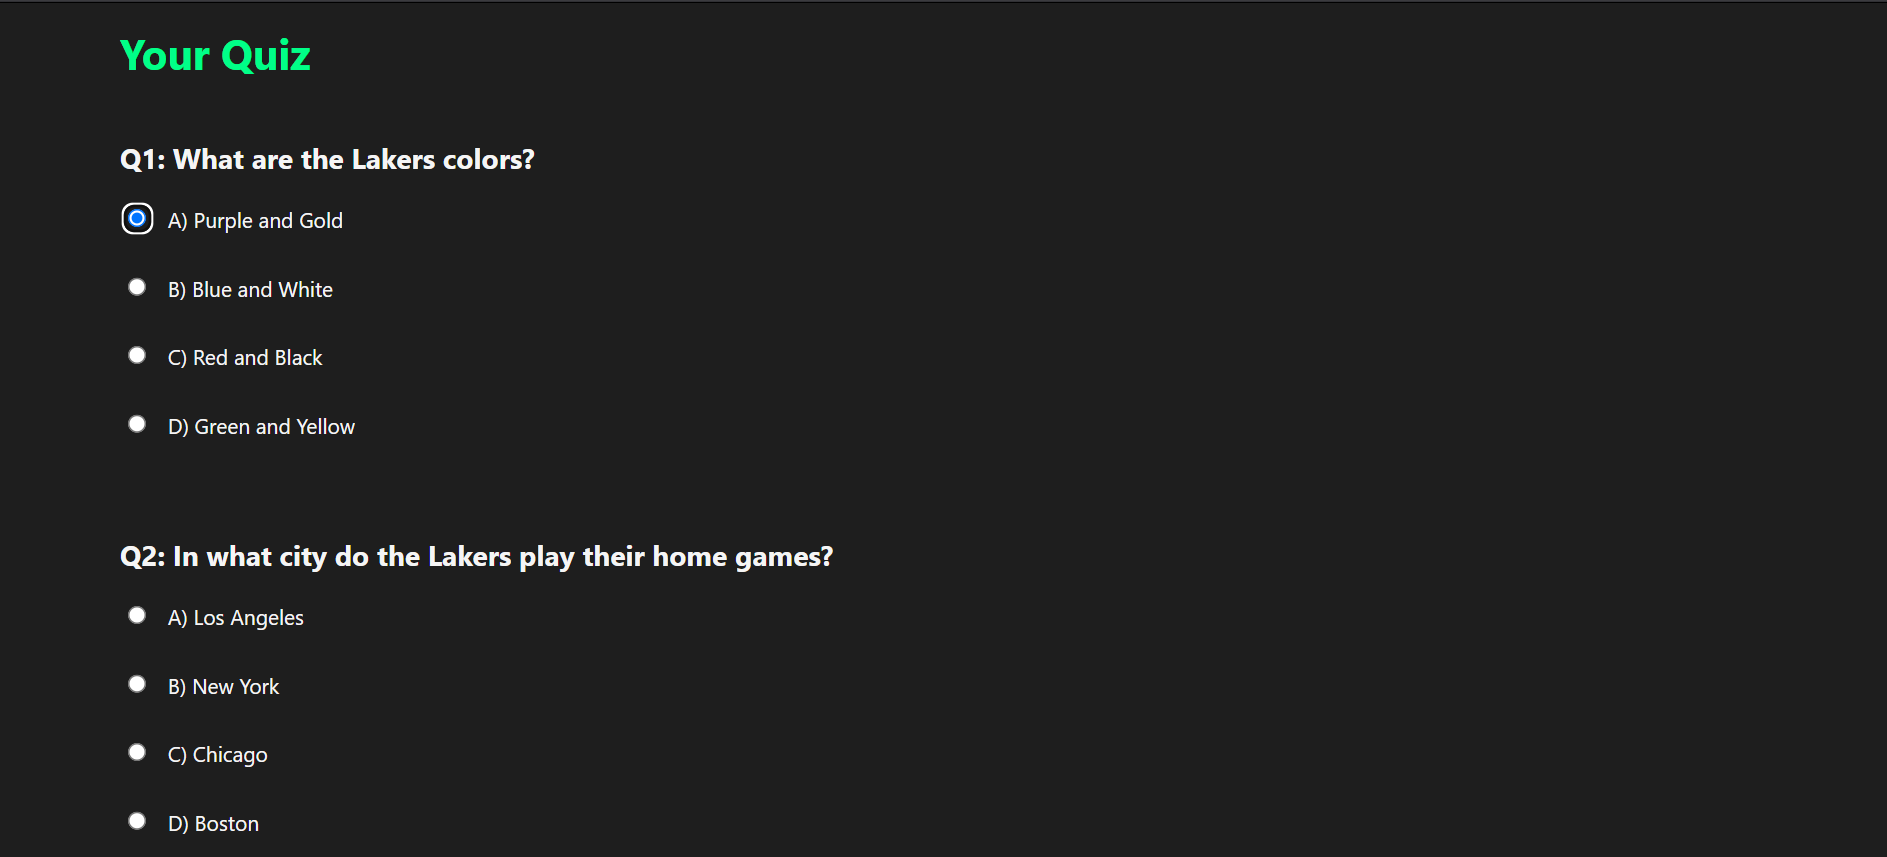 Your Quiz
Q1: What are the Lakers colors?
A) Purple and Gold
B) Blue and White
C) Red and Black
D) Green and Yellow
Q2: In what city do the Lakers play their home games?
A) Los Angeles
B) New York
C) Chicago
D) Boston